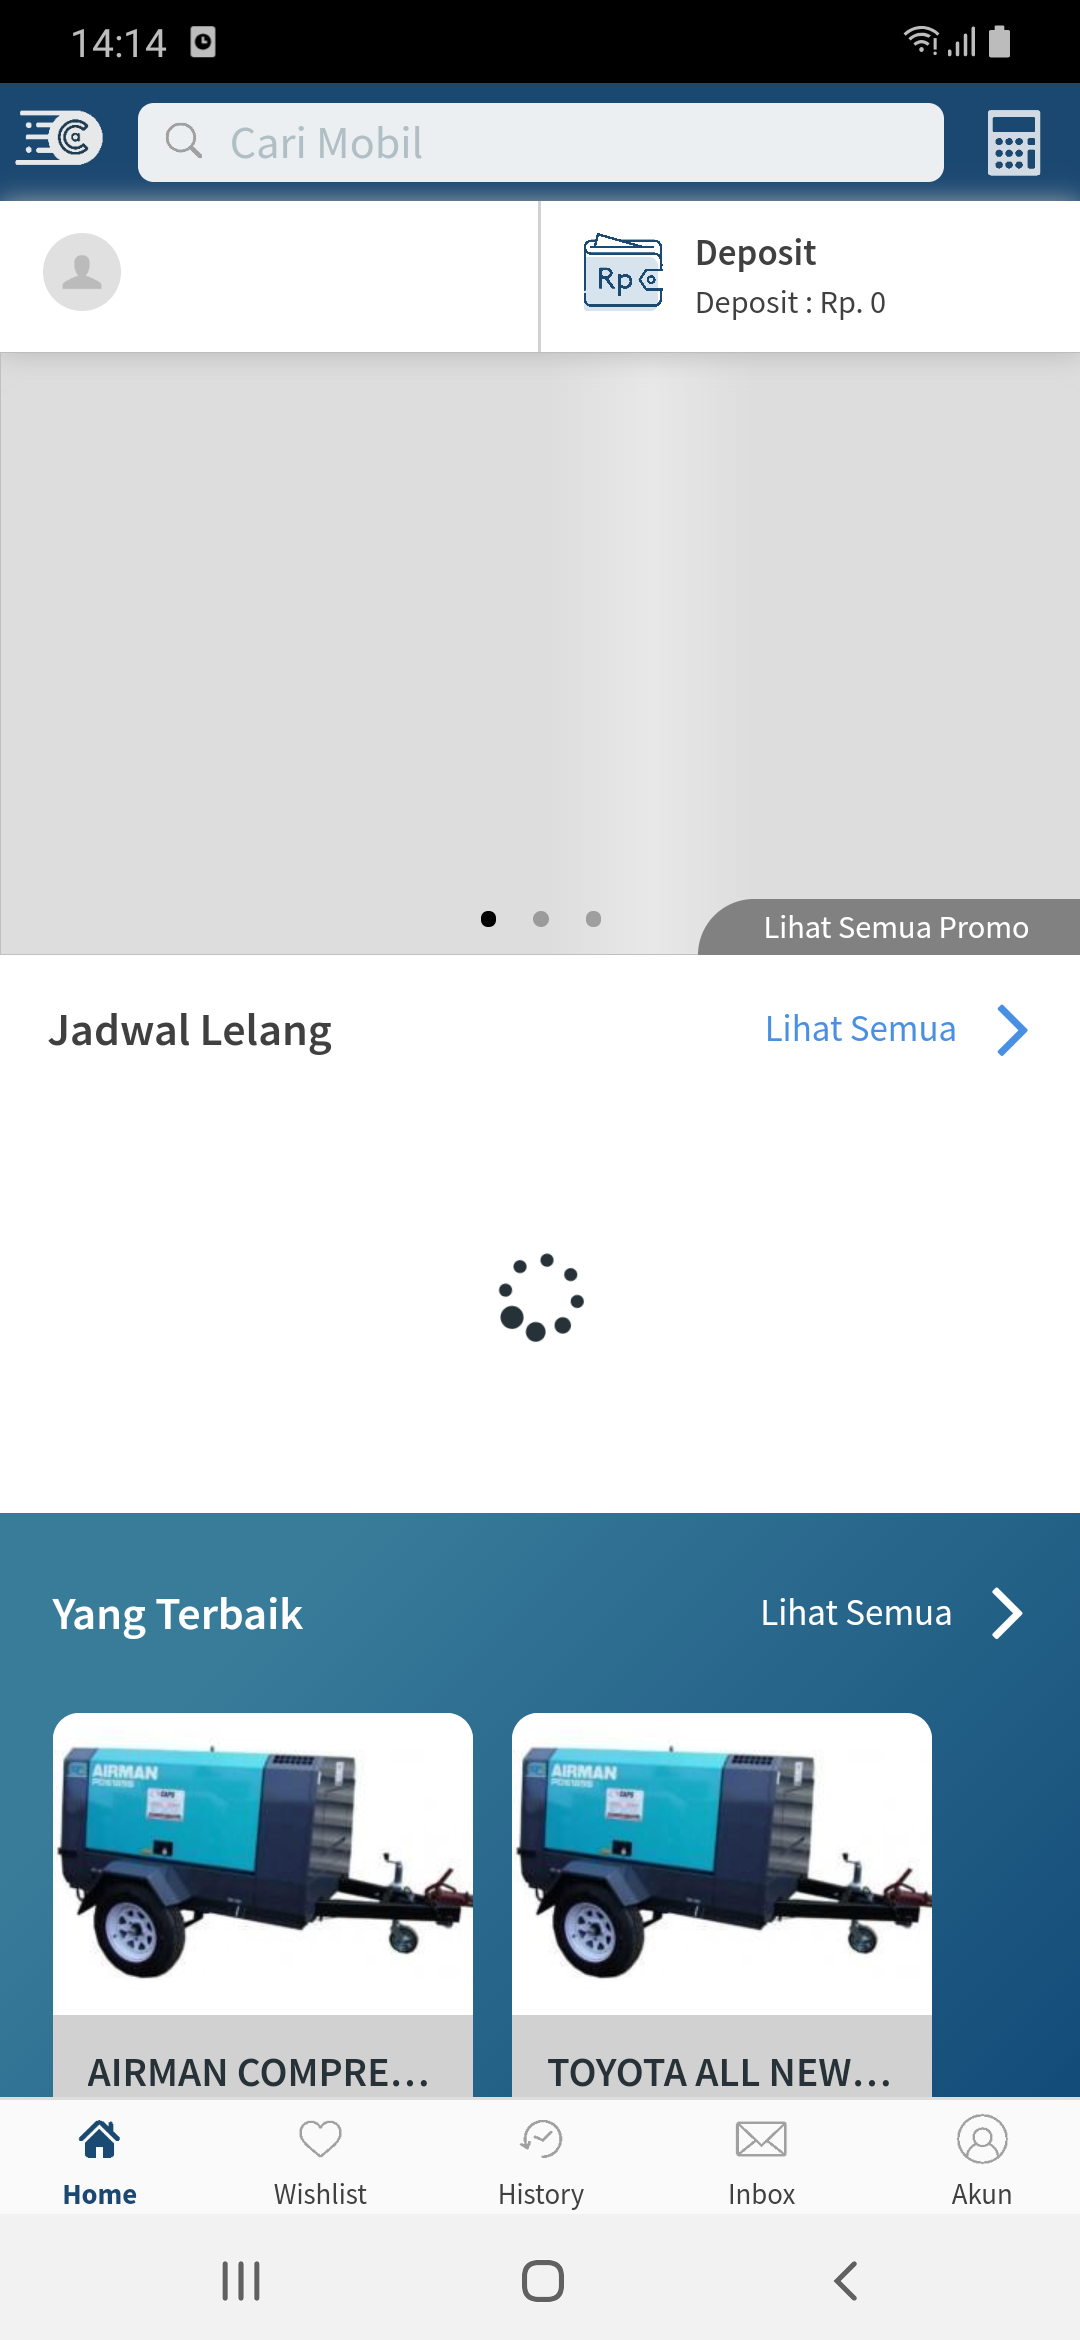 14:14
Cari Mobil
Rp
Deposit
Deposit : Rp. 0
Lihat Semua Promo
Jadwal Lelang
Lihat Semua
Yang Terbaik
Lihat Semua
AIRMAN
AIRMAN
AIRMAN COMPRE...
TOYOTA ALL NEW...
Home
Wishlist
History
Inbox
Akun